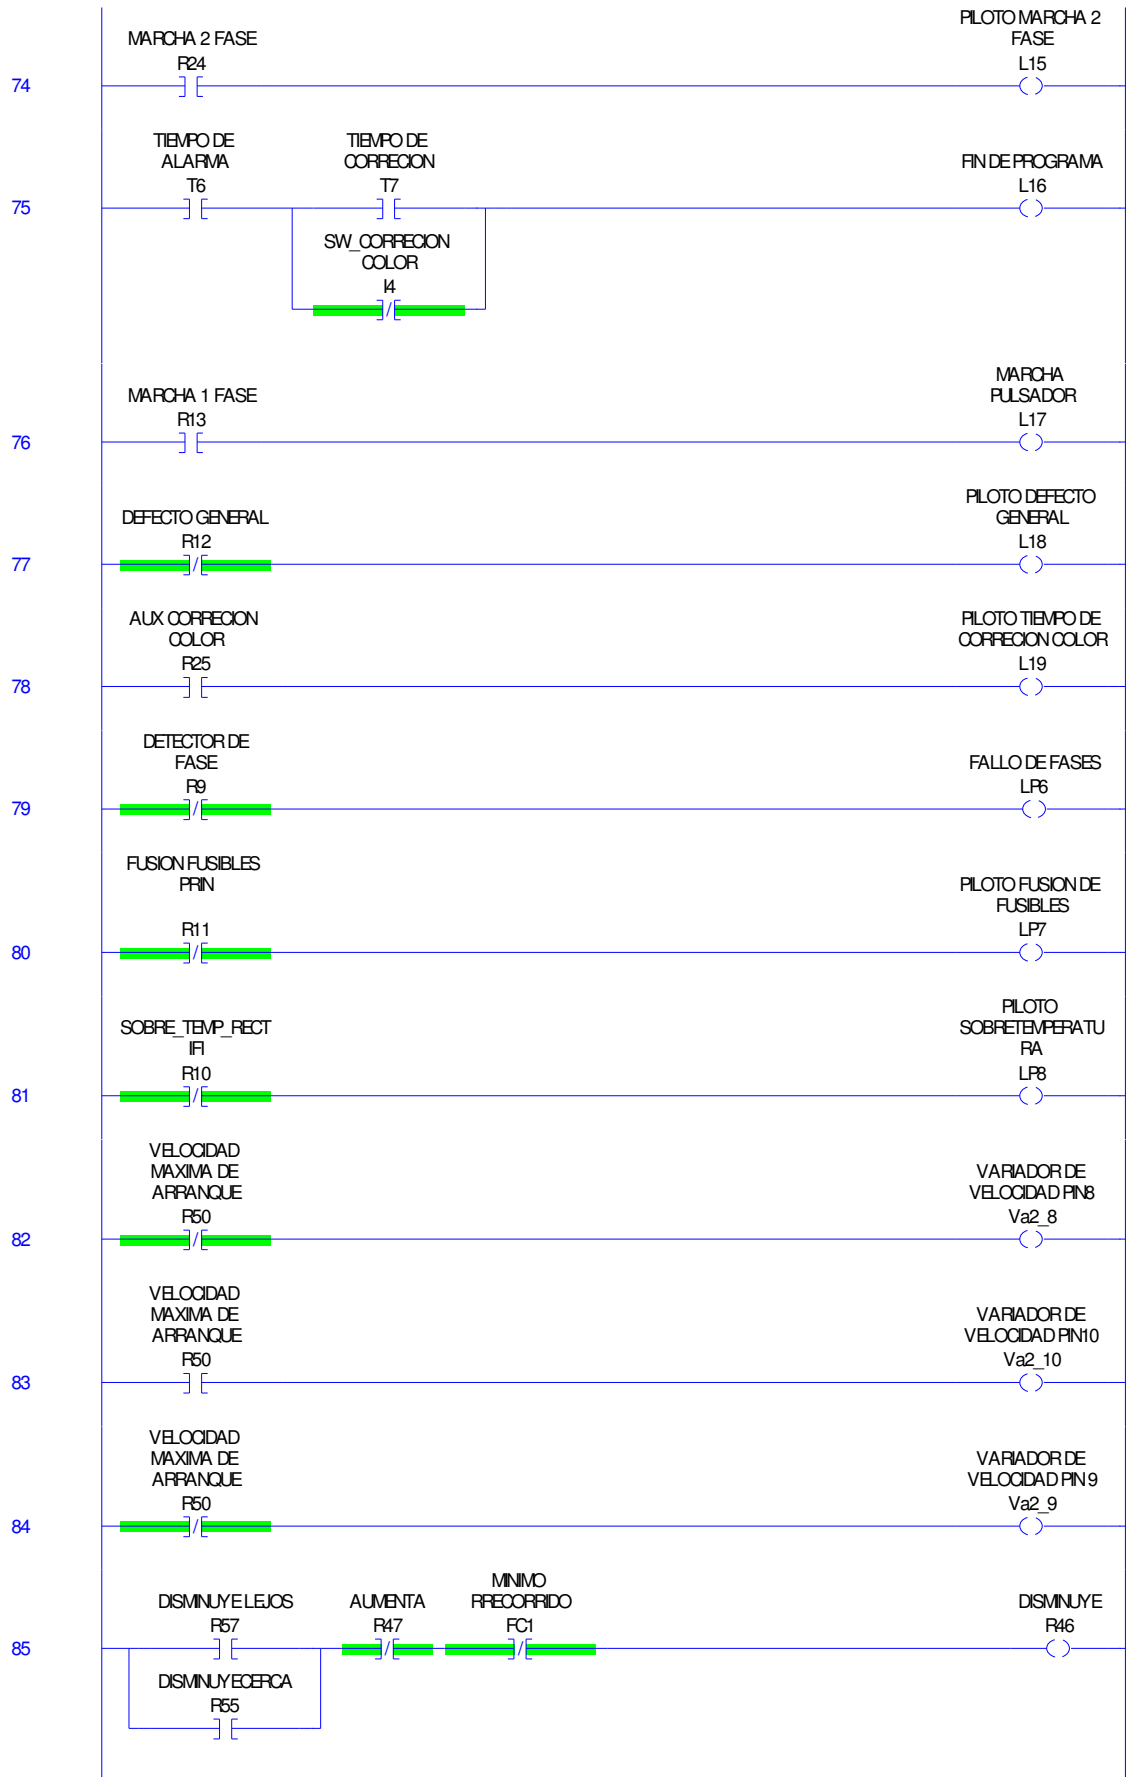 MARCHA 2 FASE
R24
PILOTO MARCHA 2
FASE
L15
74
TIEMPO DE
ALARMA
T6
TIEMPO DE
CORRECION
T7
FIN DE PROGRAMA
L16
75
SW_CORRECION
COLOR
I4
MARCHA 1 FASE
R13
MARCHA
PULSADOR
L17
76
DEFECTO GENERAL
R12
PILOTO DEFECTO
GENERAL
L18
77
AUX CORRECION
COLOR
R25
PILOTO TIEMPO DE
CORRECION COLOR
L19
78
DETECTOR DE
FASE
R9
FALLO DE FASES
LP6
79
FUSION FUSIBLES
PRIN
R11
PILOTO FUSION DE
FUSIBLES
LP7
80
SOBRE_TEMP_RECT
IFI
R10
PILOTO
SOBRETEMPERATU
RA
LP8
81
VELOCIDAD
MAXIMA DE
ARRANQUE
R50
VARIADOR DE
VELOCIDAD PIN8
Va2_8
82
VELOCIDAD
MAXIMA DE
ARRANQUE
R50
VARIADOR DE
VELOCIDAD PIN10
Va2_10
83
VELOCIDAD
MAXIMA DE
ARRANQUE
R50
VARIADOR DE
VELOCIDAD PIN 9
Va2_9
84
DISMINUYE LEJOS
R57
AUMENTA
R47
MINIMO
RRECORRIDO
FC1
DISMINUYE
R46
85
DISMINUYECERCA
R55